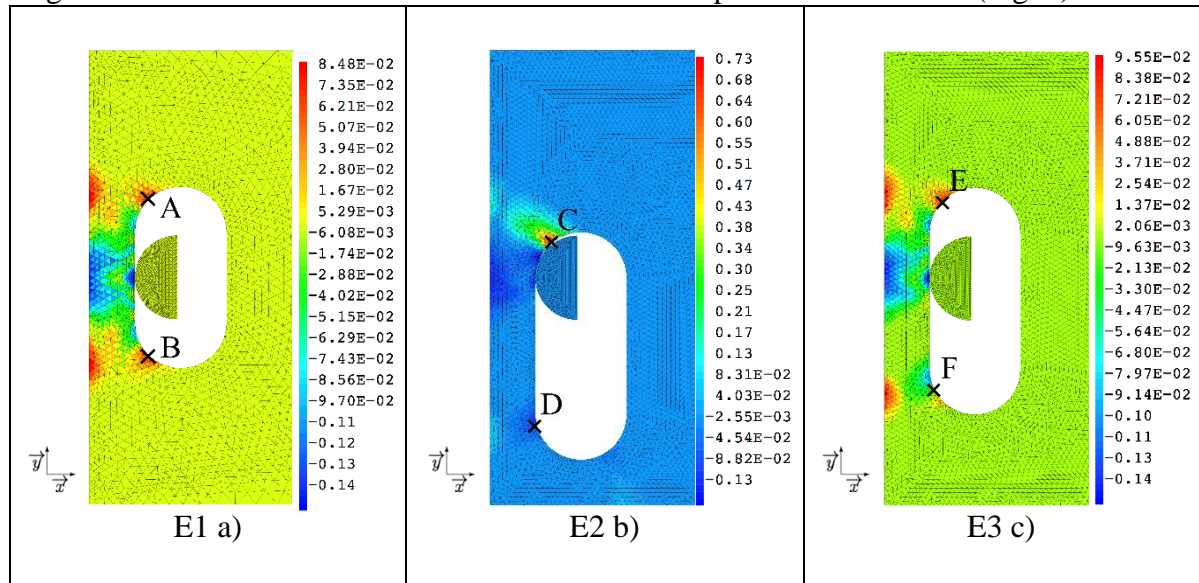 8.48E-02
7.35E-02
6.21E-02
5.07E-02
3.94E-02
2.80E-02
1.67E-02
5.29E-03
-6.08E-03
-1.74E-02
-2.88E-02
-4.02E-02
-5.15E-02
-6.29E-02
-7.43E-02
-8.56E-02
-9.70E-02
-0.11
-0.12
-0.13
-0.14
A
B
y
x
E1 a)
0.73
0.68
0.64
0.60
0.55
0.51
0.47
0.43
0.38
0.34
0.30
0.25
0.21
0.17
0.13
8.31E-02
4.03E-02
-2.55E-03
-4.54E-02
-8.82E-02
-0.13
C
D
y
x
E2 b)
9.55E-02
8.38E-02
7.21E-02
6.05E-02
4.88E-02
3.71E-02
2.54E-02
1.37E-02
2.06E-03
-9.63E-03
-2.13E-02
-3.30E-02
-4.47E-02
-5.64E-02
-6.80E-02
-7.97E-02
-9.14E-02
-0.10
-0.11
-0.13
-0.14
E
F
y
x
E3 c)